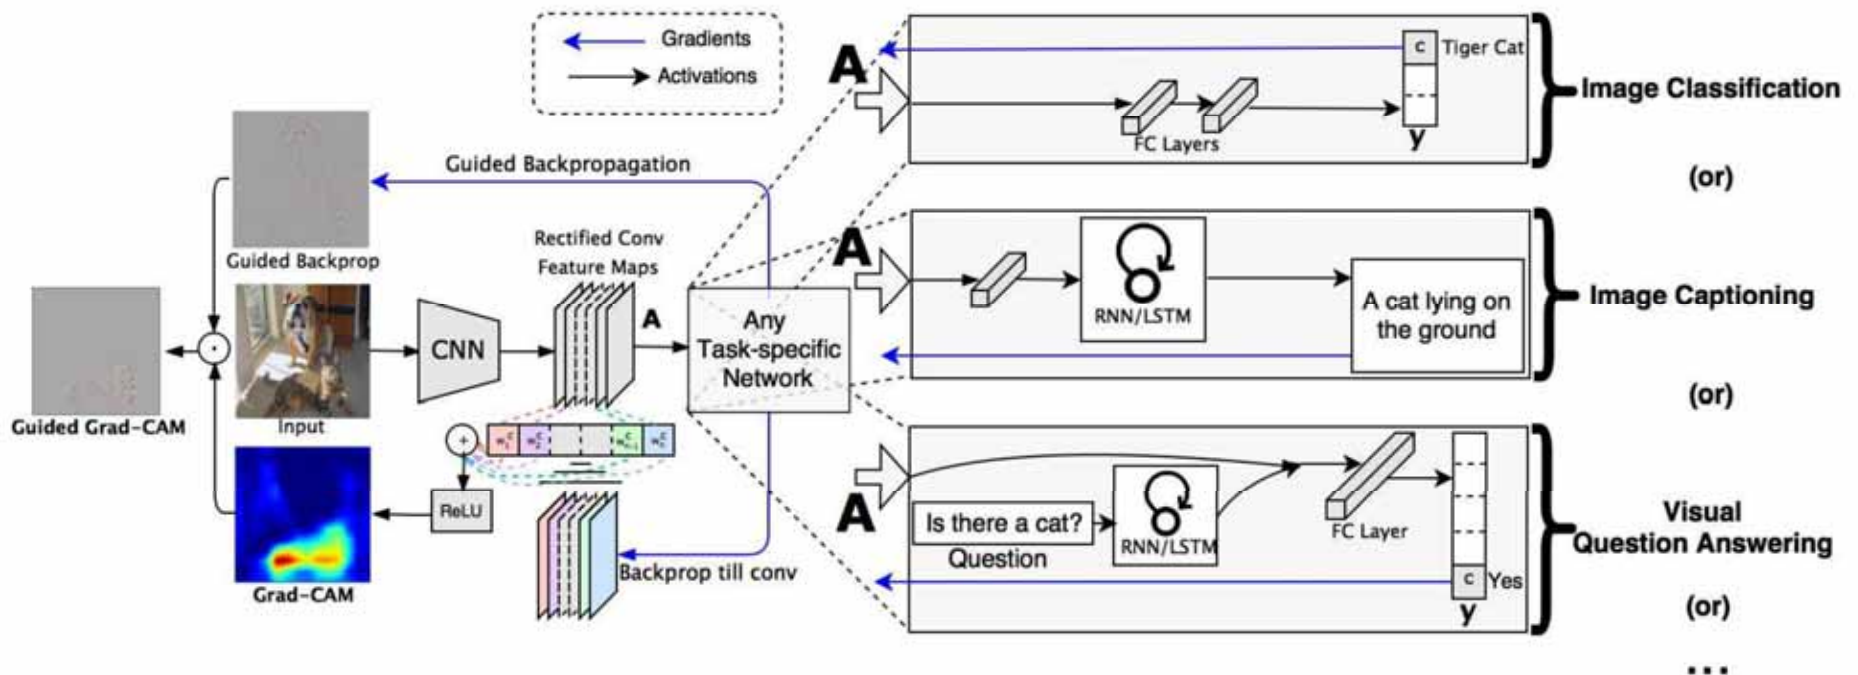 Gradients
Activations
A
c
Tiger Cat
FC Layers
y
Image Classification
(or)
Guided Backpropagation
Guided Backprop
Rectified Conv
Feature Maps
A
CNN
Any
Task-specific
Network
Input
Guided Grad-CAM
+
ReLU
Grad-CAM
Backprop till conv
A
RNN/LSTM
A cat lying on
the ground
Image Captioning
(or)
A
Is there a cat?
Question
RNN/LSTM
FC Layer
c
Yes
y
Visual
Question Answering
(or)
...